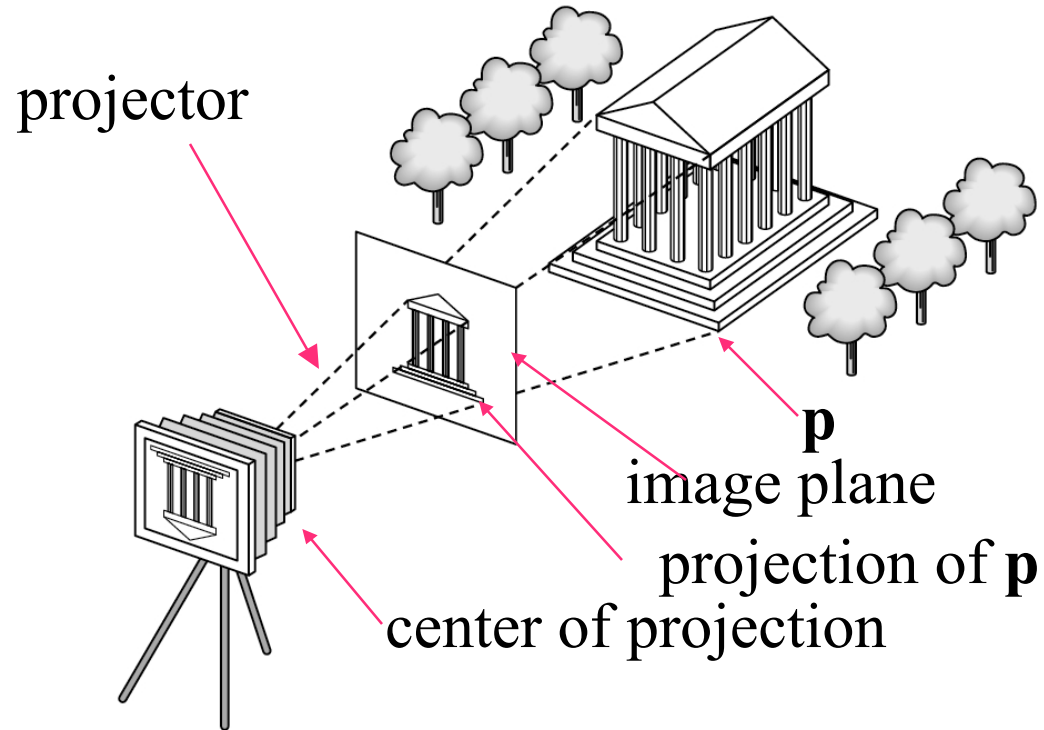 projector
p
image plane
projection of p
center of projection